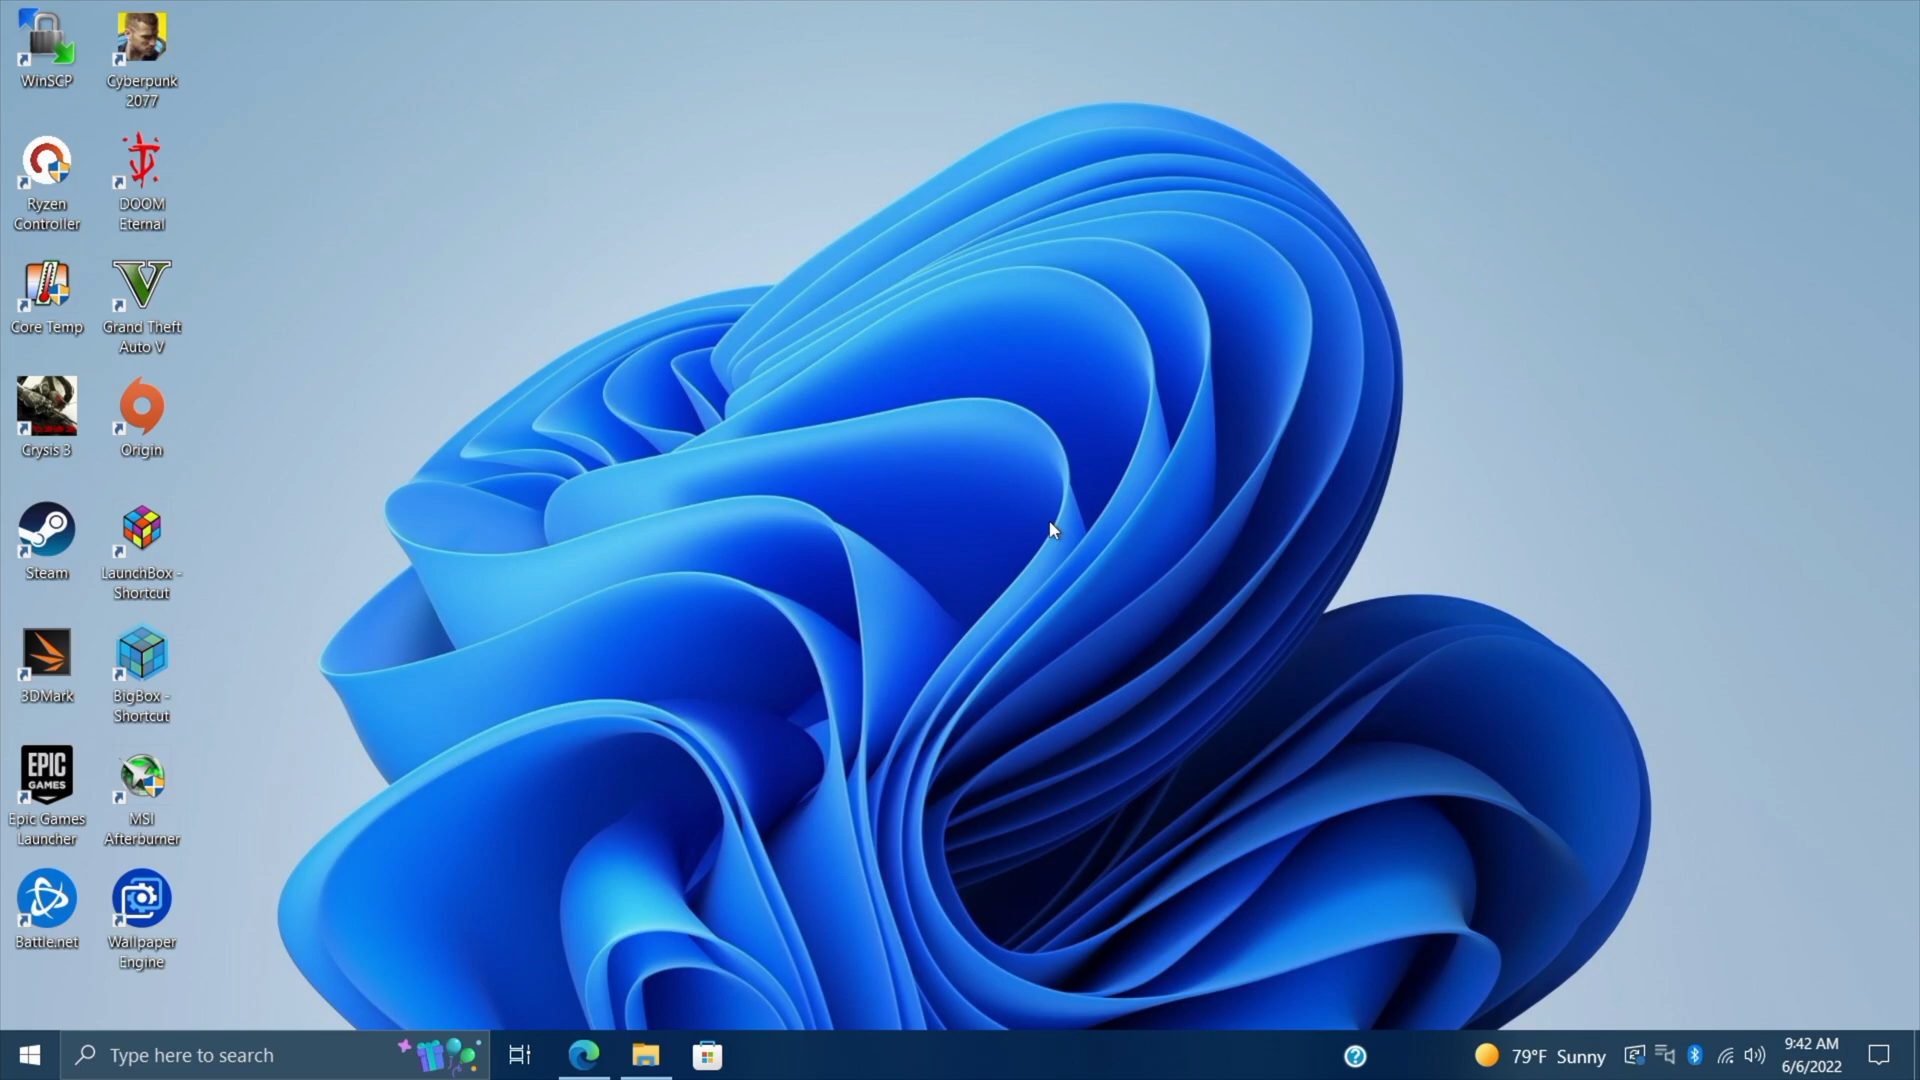 WinSCP
Cyberpunk
2077
Ryzen
Controller
DOOM
Eternal
Core Temp
Grand Theft
Auto V
Crysis 3
Origin
Steam
LaunchBox -
Shortcut
3DMark
BigBox -
Shortcut
EPIC
GAMES
Epic Games
Launcher
MSI
Afterburner
Battle.net
Wallpaper
Engine
Type here to search
79°F Sunny
9:42 AM
6/6/2022